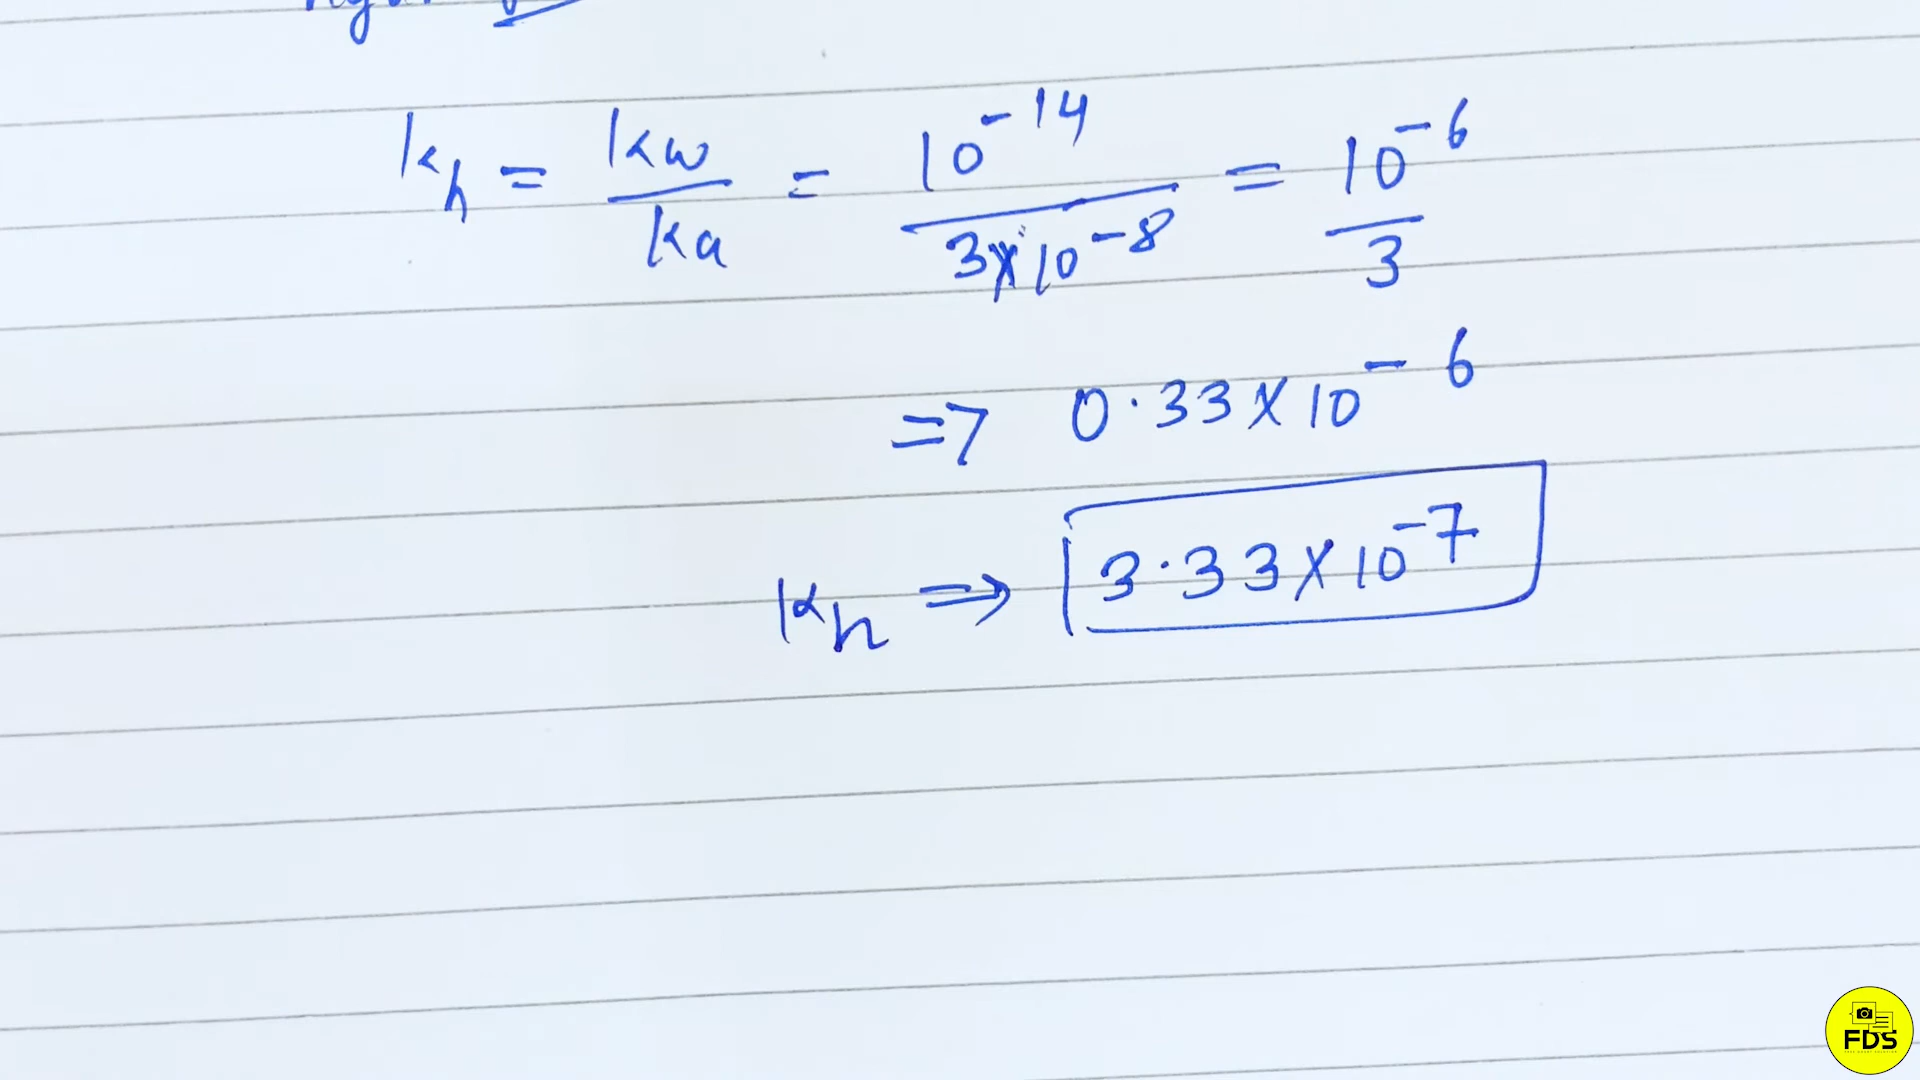 kh = kw/ka = 10^-14/3×10^-8 = 10^-6/3
=> 0.33×10^-6
kh => 3.33×10^-7
FDS